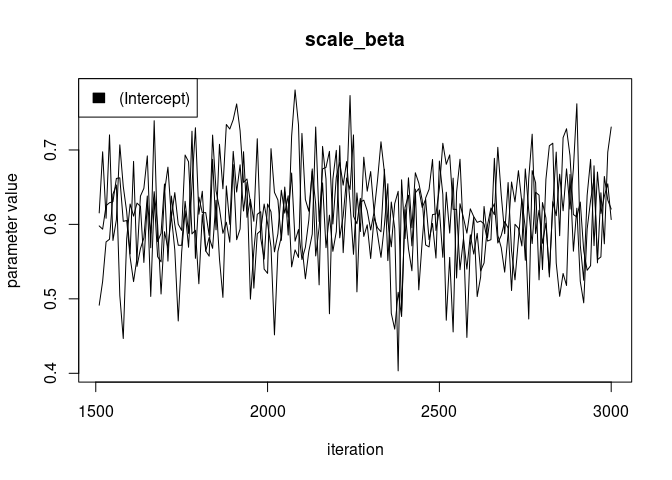 scale_beta
(Intercept)
parameter value
0.7
0.6
0.5
0.4
1500 2000 2500 3000
iteration